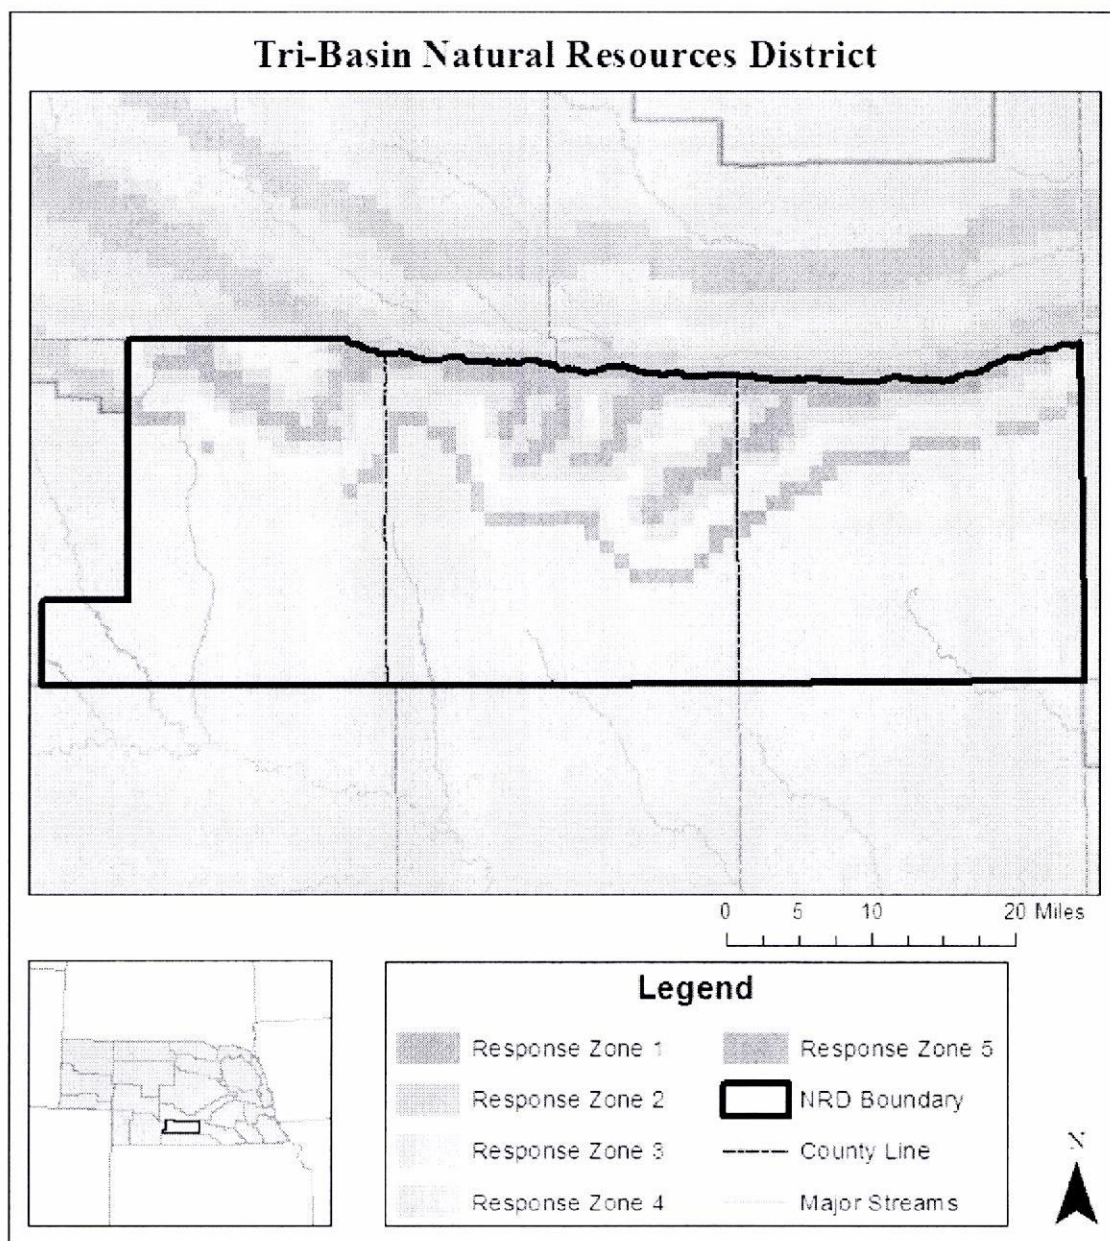 Tri-Basin Natural Resources District
0 5 10 20 Miles
Legend
Response Zone 1
Response Zone 2
Response Zone 3
Response Zone 4
Response Zone 5
NRD Boundary
County Line
Major Streams
N